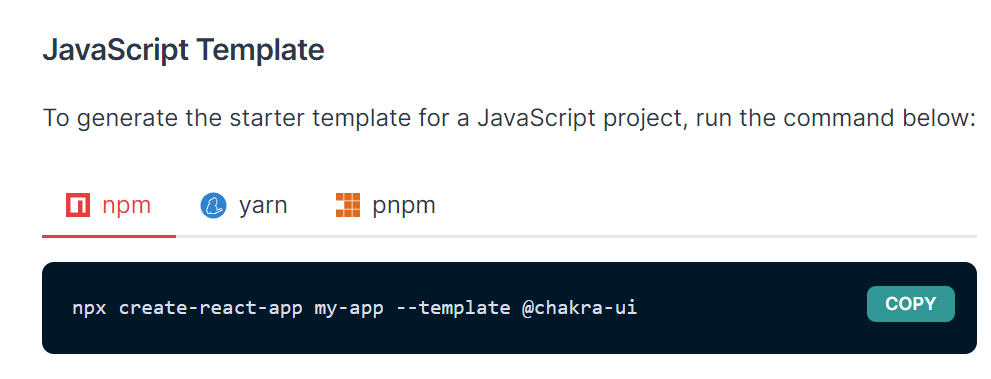 JavaScript Template
To generate the starter template for a JavaScript project, run the command below:
npm yarn pnpm
npx create-react-app my-app --template @chakra-ui
COPY